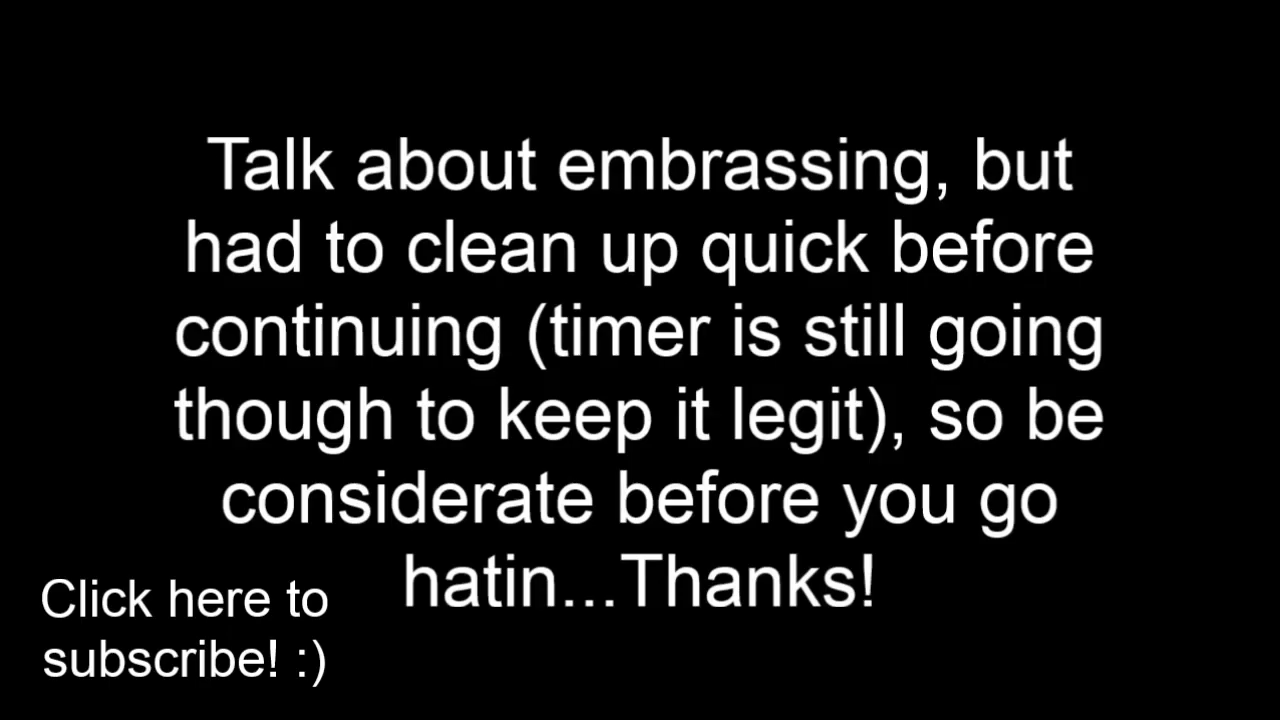 Talk about embrassing, but
had to clean up quick before
continuing (timer is still going
though to keep it legit), so be
considerate before you go
hatin...Thanks!
Click here to
subscribe! :)